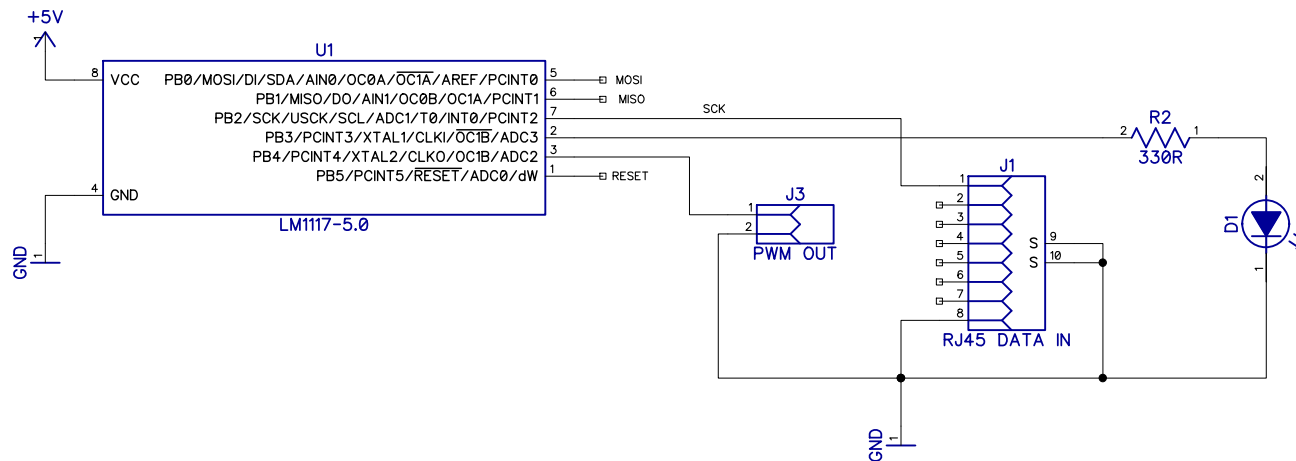 +5V
1
U1
8 VCC
PB0/MOSI/DI/SDA/AIN0/OC0A/OC1A/AREF/PCINT0 5 MOSI
PB1/MISO/DO/AIN1/OC0B/OC1A/PCINT1 6 MISO
PB2/SCK/USCK/SCL/ADC1/T0/INT0/PCINT2 7 SCK
PB3/PCINT3/XTAL1/CLKI/OC1B/ADC3 2
PB4/PCINT4/XTAL2/CLKO/OC1B/ADC2 3
PB5/PCINT5/RESET/ADC0/dW 1 RESET
4 GND
LM1117-5.0
GND 1
J3
1
2
PWM OUT
J1
1
2
3
4
5
6
7
8
S 9
S 10
RJ45 DATA IN
R2
2 1
330R
2
D1
1
GND 1